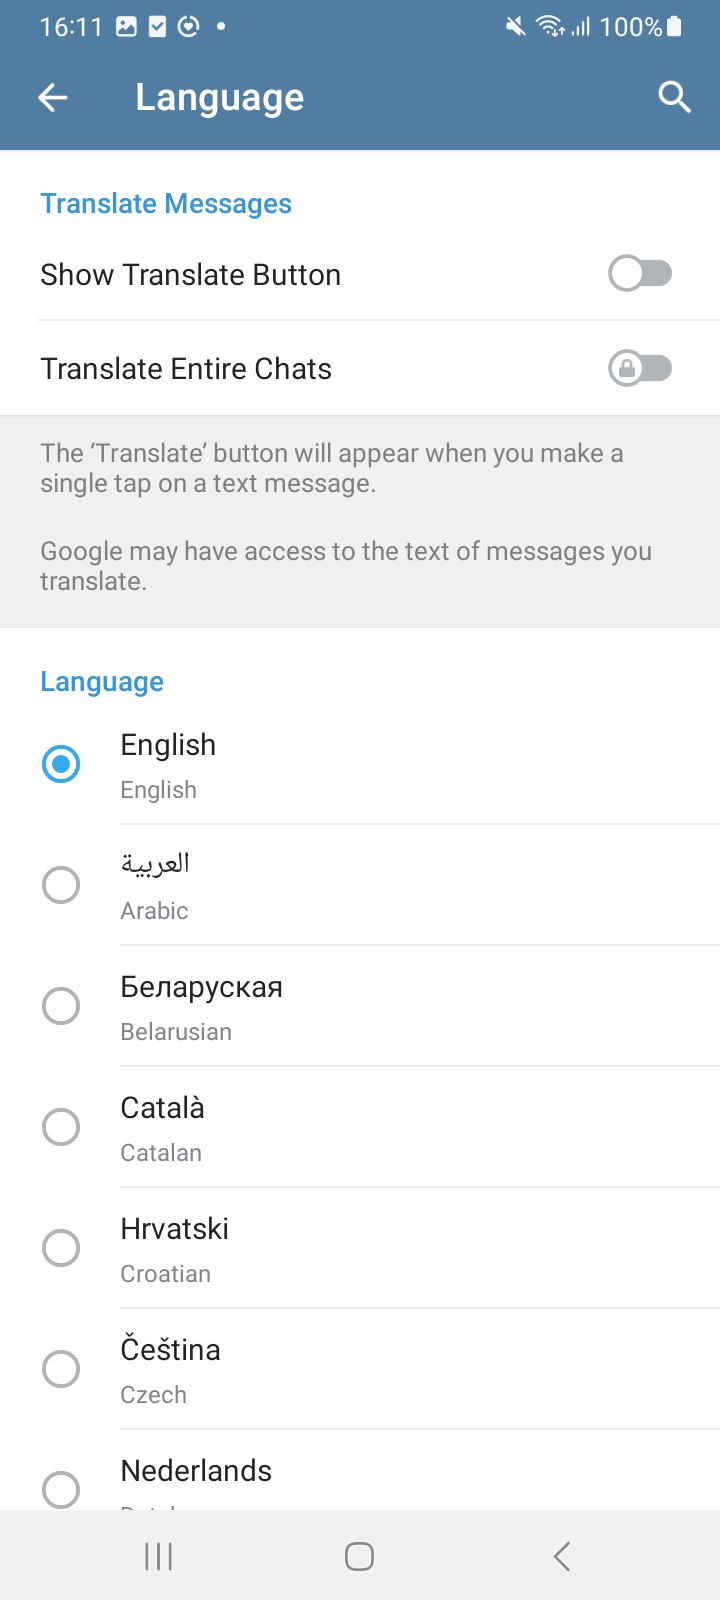 16:11
100%
Language
Translate Messages
Show Translate Button
Translate Entire Chats
The ‘Translate’ button will appear when you make a
single tap on a text message.
Google may have access to the text of messages you
translate.
Language
English
English
العربية
Arabic
Беларуская
Belarusian
Català
Catalan
Hrvatski
Croatian
Čeština
Czech
Nederlands